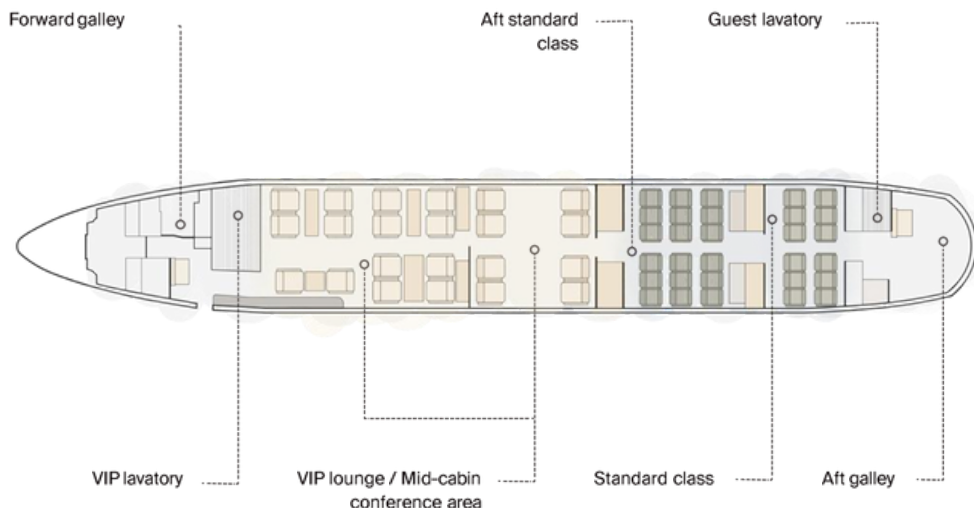 Forward galley
Aft standard
class
Guest lavatory
VIP lavatory
VIP lounge / Mid-cabin
conference area
Standard class
Aft galley